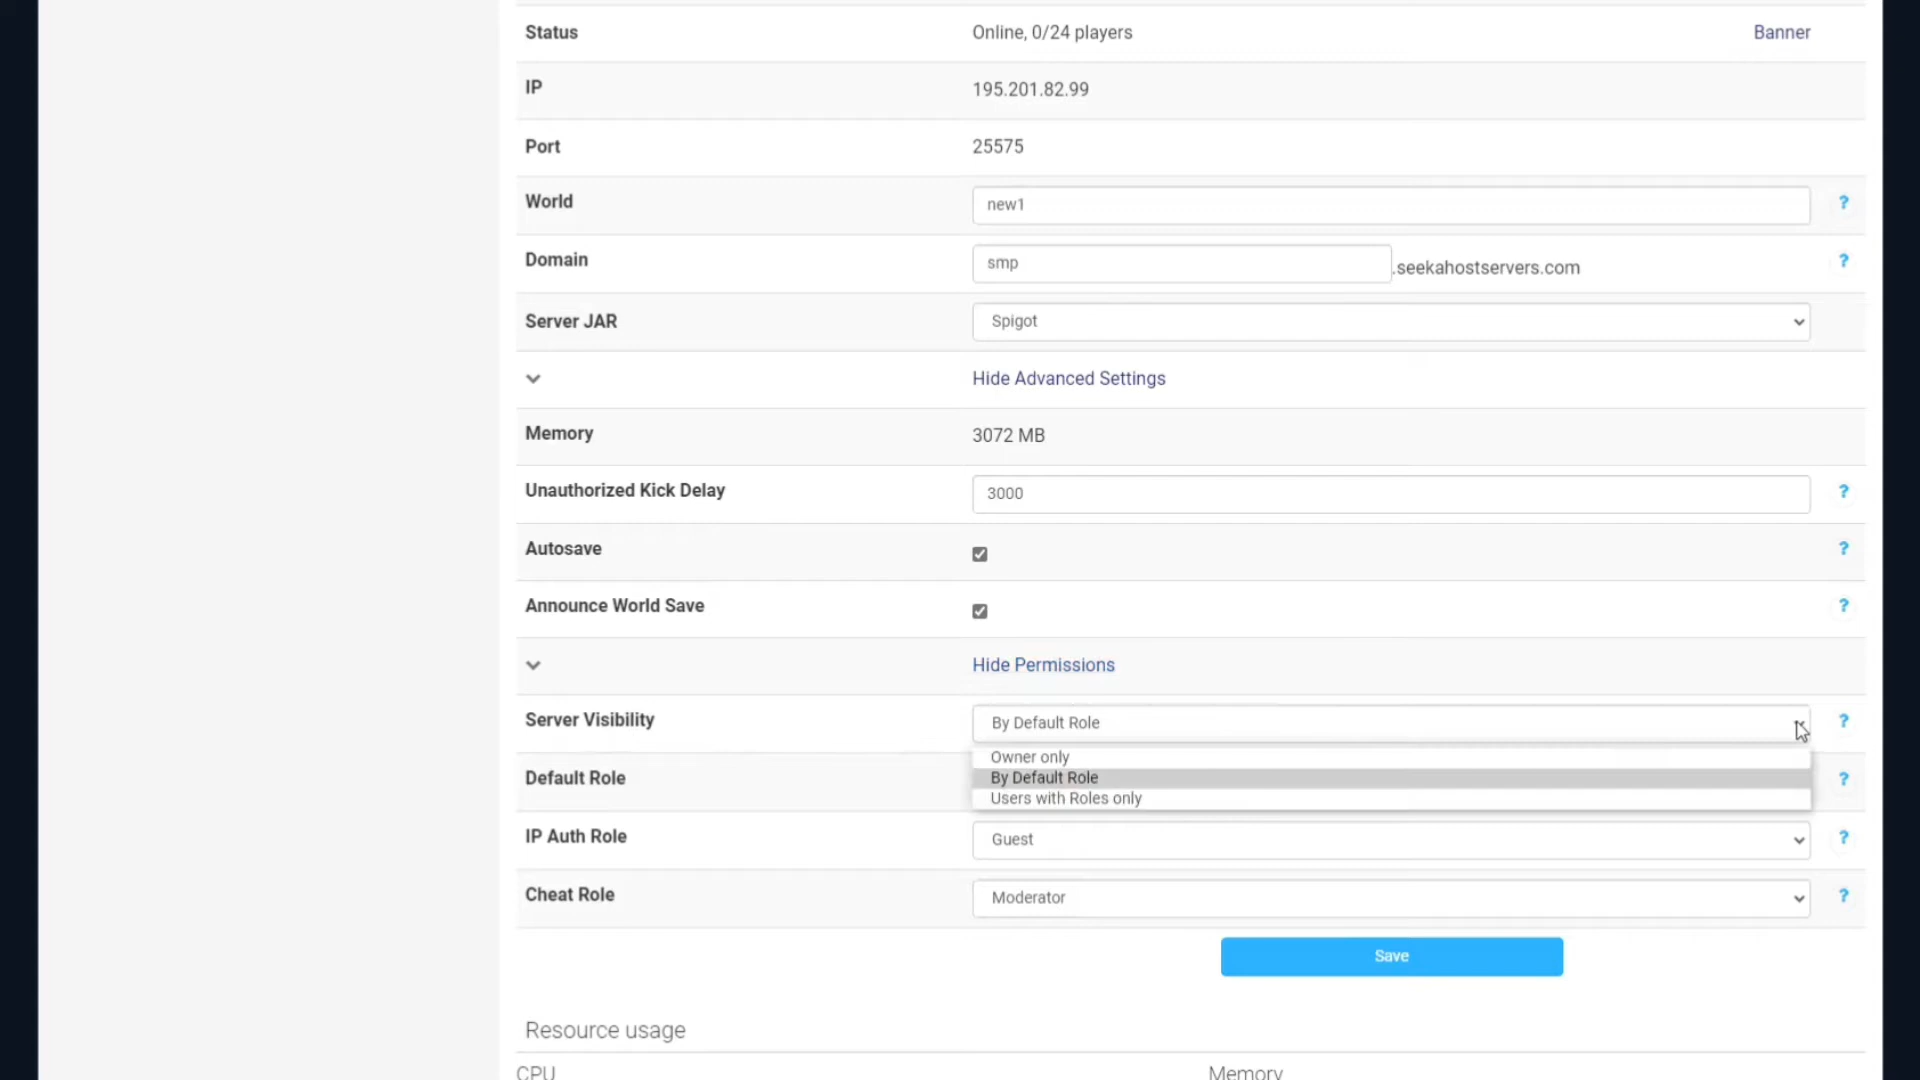 Status
Online, 0/24 players
Banner
IP
195.201.82.99
Port
25575
World
new1
?
Domain
smp
.seekahostservers.com
?
Server JAR
Spigot
Hide Advanced Settings
Memory
3072 MB
Unauthorized Kick Delay
3000
?
Autosave
?
Announce World Save
?
Hide Permissions
Server Visibility
By Default Role
?
Owner only
By Default Role
Users with Roles only
Default Role
?
IP Auth Role
Guest
?
Cheat Role
Moderator
?
Save
Resource usage
CPU
Memory